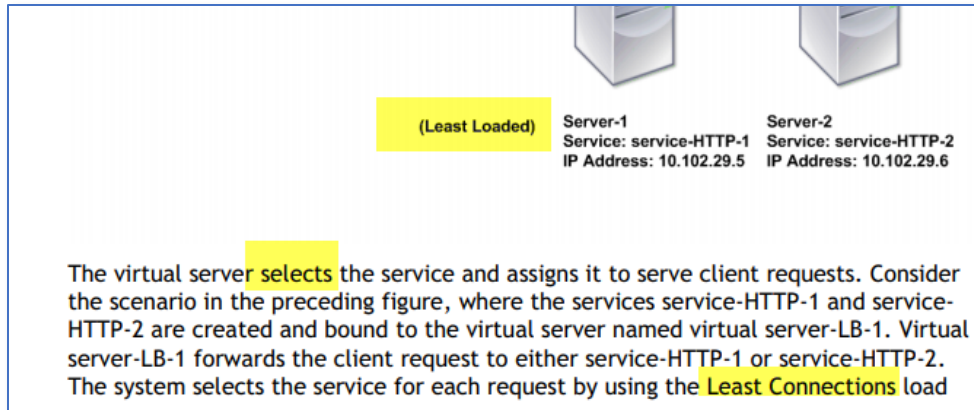 (Least Loaded)
Server-1
Service: service-HTTP-1
IP Address: 10.102.29.5
Server-2
Service: service-HTTP-2
IP Address: 10.102.29.6
The virtual server selects the service and assigns it to serve client requests. Consider
the scenario in the preceding figure, where the services service-HTTP-1 and service-
HTTP-2 are created and bound to the virtual server named virtual server-LB-1. Virtual
server-LB-1 forwards the client request to either service-HTTP-1 or service-HTTP-2.
The system selects the service for each request by using the Least Connections load